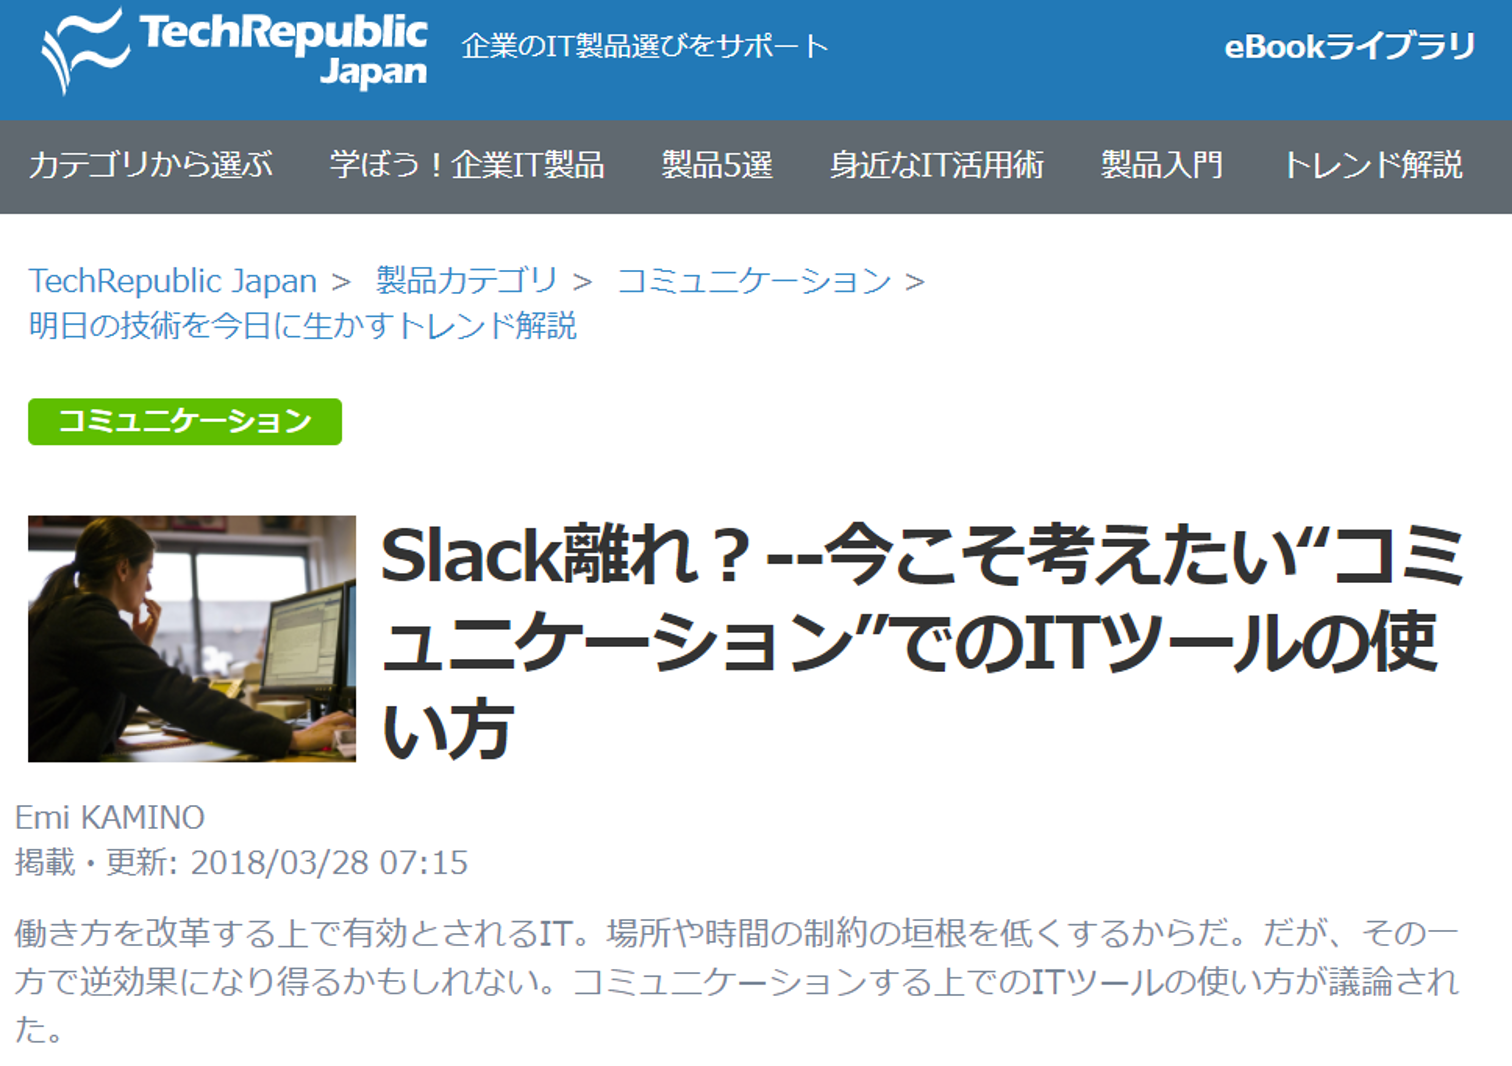 TechRepublic
Japan
企業のIT製品選びをサポート
eBookライブラリ
カテゴリから選ぶ 学ぼう！企業IT製品 製品5選 身近なIT活用術 製品入門 トレンド解説
TechRepublic Japan > 製品カテゴリ > コミュニケーション >
明日の技術を今日に生かすトレンド解説
コミュニケーション
Slack離れ？--今こそ考えたい“コミ
ュニケーション”でのITツールの使
い方
Emi KAMINO
掲載・更新: 2018/03/28 07:15
働き方を改革する上で有効とされるIT。場所や時間の制約の垣根を低くするからだ。だが、その一
方で逆効果になり得るかもしれない。コミュニケーションする上でのITツールの使い方が議論され
た。